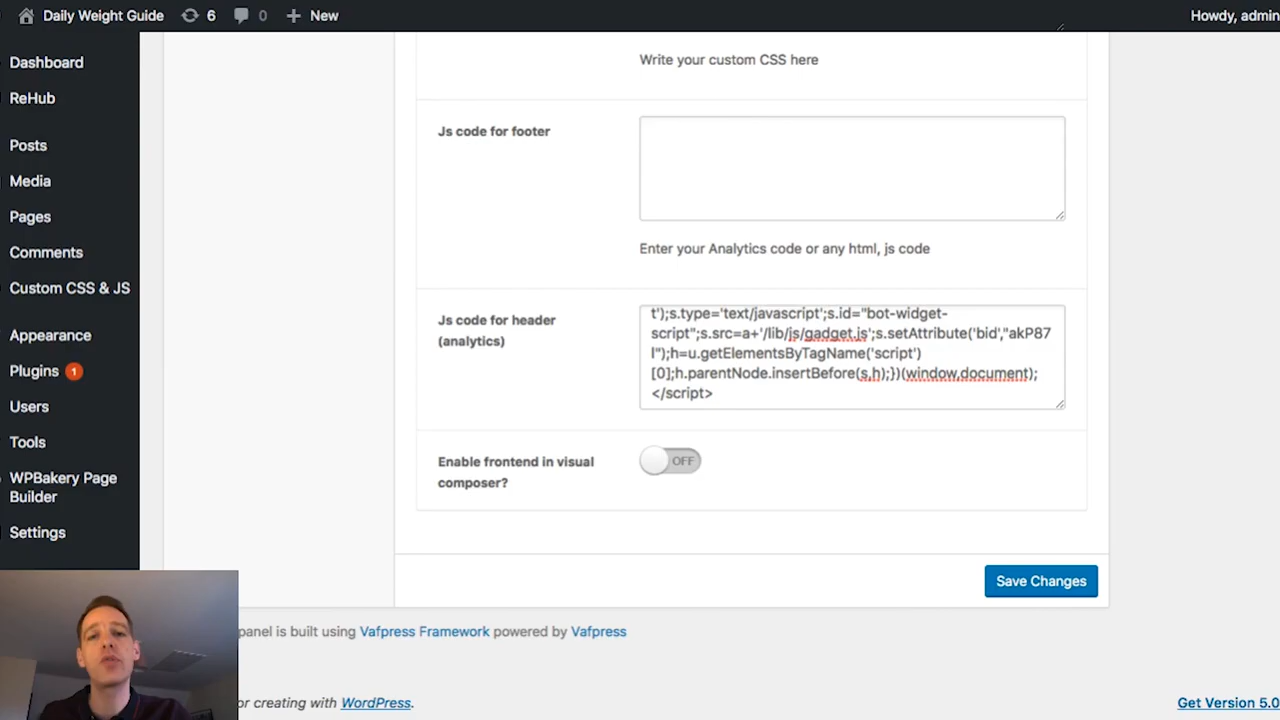 Daily Weight Guide 6 0 New Howdy, admin
Dashboard
ReHub
Posts
Media
Pages
Comments
Custom CSS & JS
Appearance
Plugins 1
Users
Tools
WPBakery Page
Builder
Settings
Write your custom CSS here
Js code for footer
Enter your Analytics code or any html, js code
Js code for header
(analytics)
t');s.type='text/javascript';s.id="bot-widget-
script";s.src=a+'/lib/js/gadget.js';s.setAttribute('bid',"akP87
l");h=u.getElementsByTagName('script')
[0];h.parentNode.insertBefore(s,h);})(window,document);
</script>
Enable frontend in visual
composer?
OFF
Save Changes
panel is built using Vafpress Framework powered by Vafpress
or creating with WordPress.
Get Version 5.0